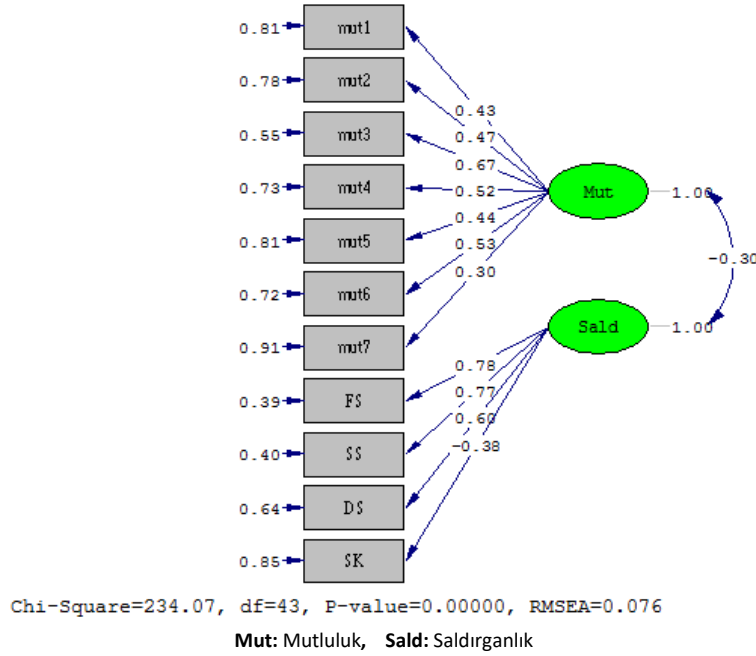 0.81 mut1
0.78 mut2
0.43
0.47
0.55 mut3
0.67
0.73 mut4
0.52
Mut 1.00
0.44
0.81 mut5
0.53
-0.30
0.30
0.72 mut6
Sald 1.00
0.91 mut7
0.78
0.77
0.39 FS
0.60
-0.38
0.40 SS
0.64 DS
0.85 SK
Chi-Square=234.07, df=43, P-value=0.00000, RMSEA=0.076
Mut: Mutluluk, Sald: Saldırganlık